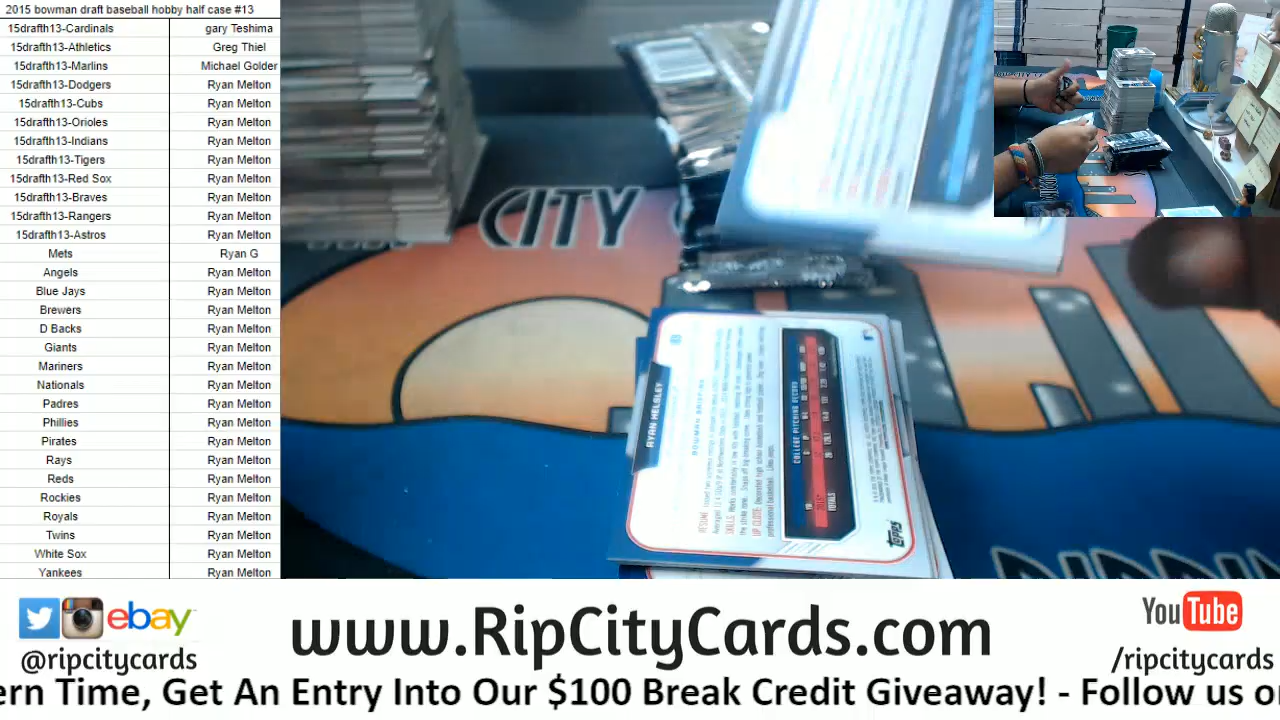 2015 bowman draft baseball hobby half case #13
15drafth13-Cardinals gary Teshima
15drafth13-Athletics Greg Thiel
15drafth13-Marlins Michael Golder
15drafth13-Dodgers Ryan Melton
15drafth13-Cubs Ryan Melton
15drafth13-Orioles Ryan Melton
15drafth13-Indians Ryan Melton
15drafth13-Tigers Ryan Melton
15drafth13-Red Sox Ryan Melton
15drafth13-Braves Ryan Melton
15drafth13-Rangers Ryan Melton
15drafth13-Astros Ryan Melton
Mets Ryan G
Angels Ryan Melton
Blue Jays Ryan Melton
Brewers Ryan Melton
D Backs Ryan Melton
Giants Ryan Melton
Mariners Ryan Melton
Nationals Ryan Melton
Padres Ryan Melton
Phillies Ryan Melton
Pirates Ryan Melton
Rays Ryan Melton
Reds Ryan Melton
Rockies Ryan Melton
Royals Ryan Melton
Twins Ryan Melton
White Sox Ryan Melton
Yankees Ryan Melton
CITY
RYAN HELSLEY
COLLEGE PITCHING RECORD
TOTALS
TOPPS
ebay
@ripcitycards
www.RipCityCards.com
YouTube
/ripcitycards
ern Time, Get An Entry Into Our $100 Break Credit Giveaway! - Follow us o